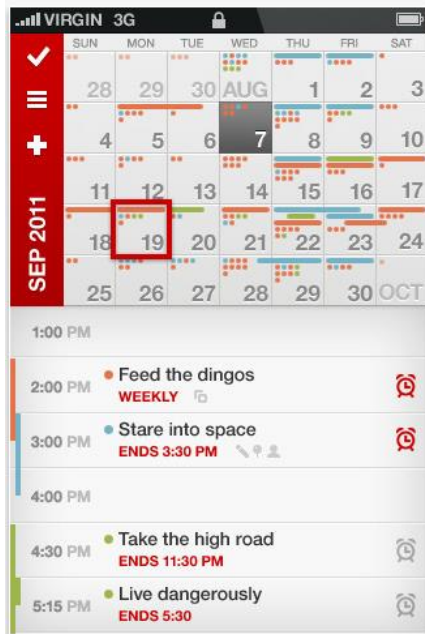 VIRGIN 3G
SUN MON TUE WED THU FRI SAT
28 29 30 AUG 1 2 3
4 5 6 7 8 9 10
11 12 13 14 15 16 17
18 19 20 21 22 23 24
25 26 27 28 29 30 OCT
SEP 2011
1:00 PM
Feed the dingos
2:00 PM
WEEKLY
Stare into space
3:00 PM
ENDS 3:30 PM
4:00 PM
Take the high road
4:30 PM
ENDS 11:30 PM
Live dangerously
5:15 PM
ENDS 5:30